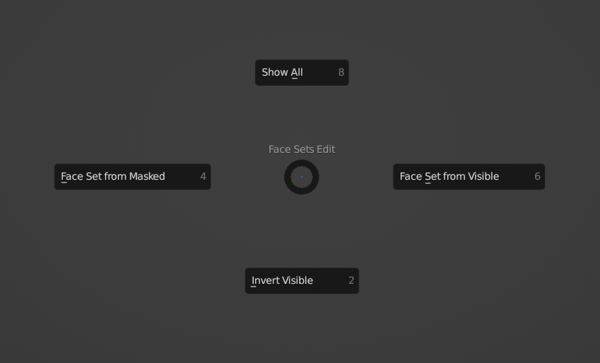 Show All 8
Face Sets Edit
Face Set from Masked 4
Face Set from Visible 6
Invert Visible 2